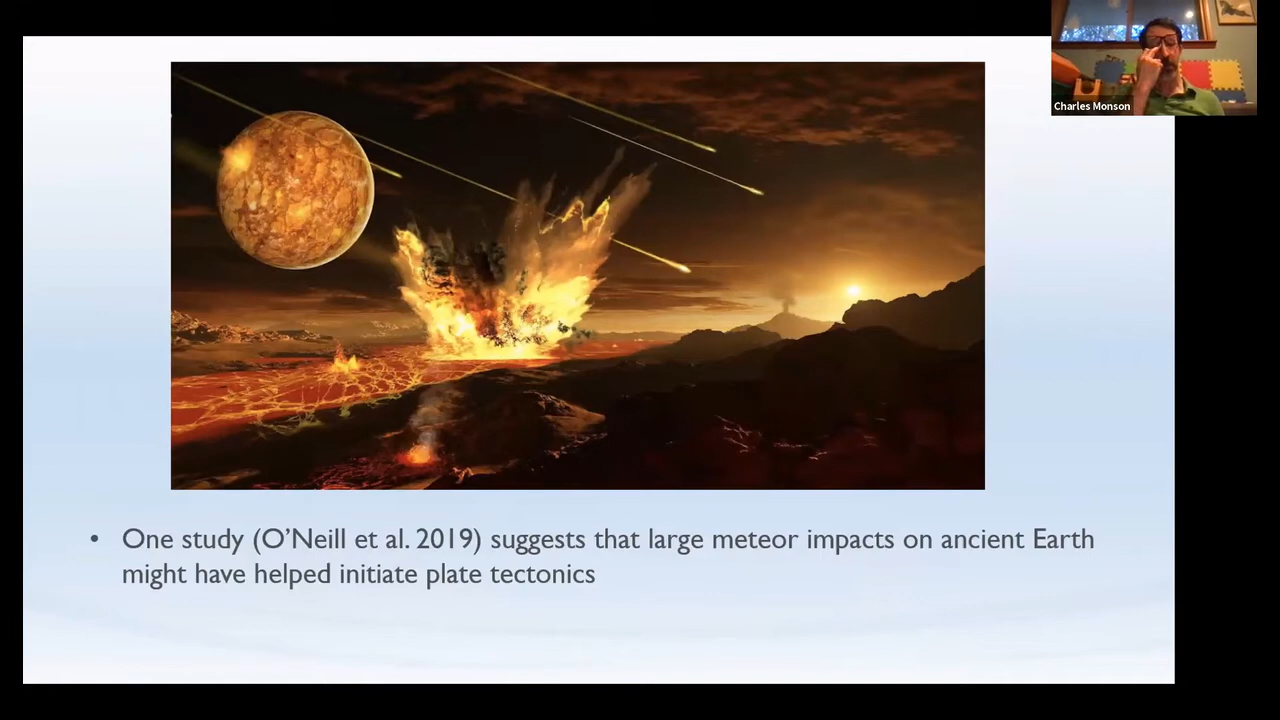 Charles Monson
• One study (O’Neill et al. 2019) suggests that large meteor impacts on ancient Earth
might have helped initiate plate tectonics